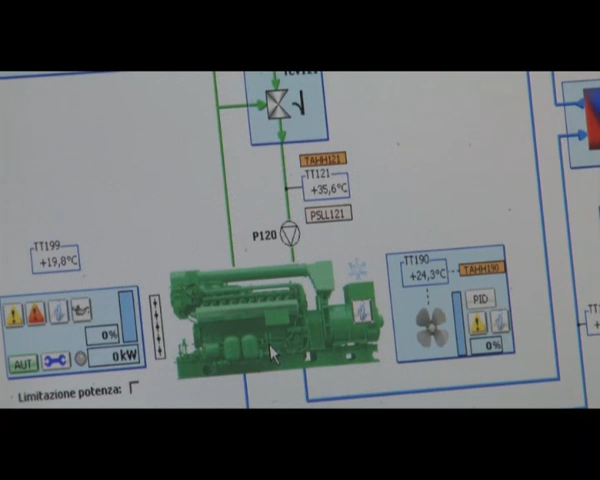 TCV121
TAHH121
TT121
+35,6°C
PSLL121
P120
TT199
+19,8°C
TT190
+24,3°C
TAHH190
PID
0%
0%
AUT
0kW
Limitazione potenza: